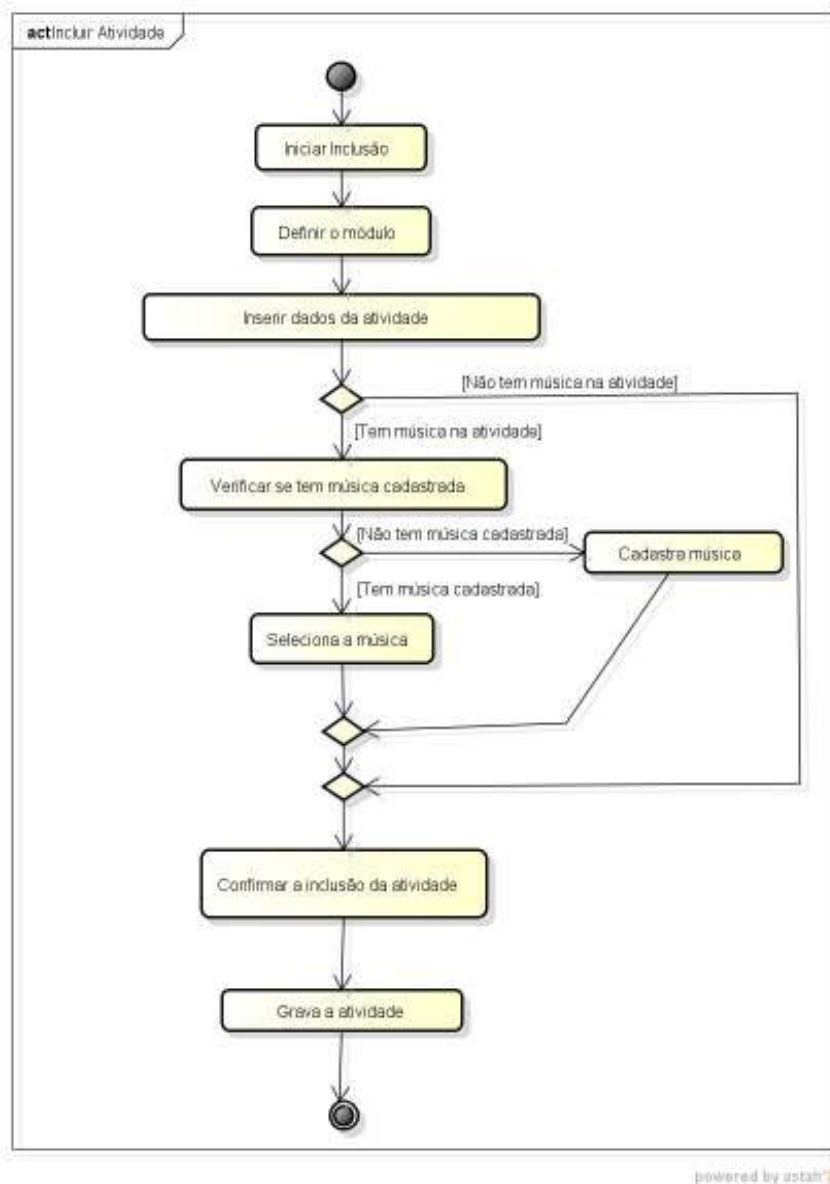 act Incluir Atividade
Iniciar Inclusão
Definir o módulo
Inserir dados da atividade
[Não tem música na atividade]
[Tem música na atividade]
Verificar se tem música cadastrada
[Não tem música cadastrada]
Cadastra música
[Tem música cadastrada]
Seleciona a música
Confirmar a inclusão da atividade
Grava a atividade
powered by astah